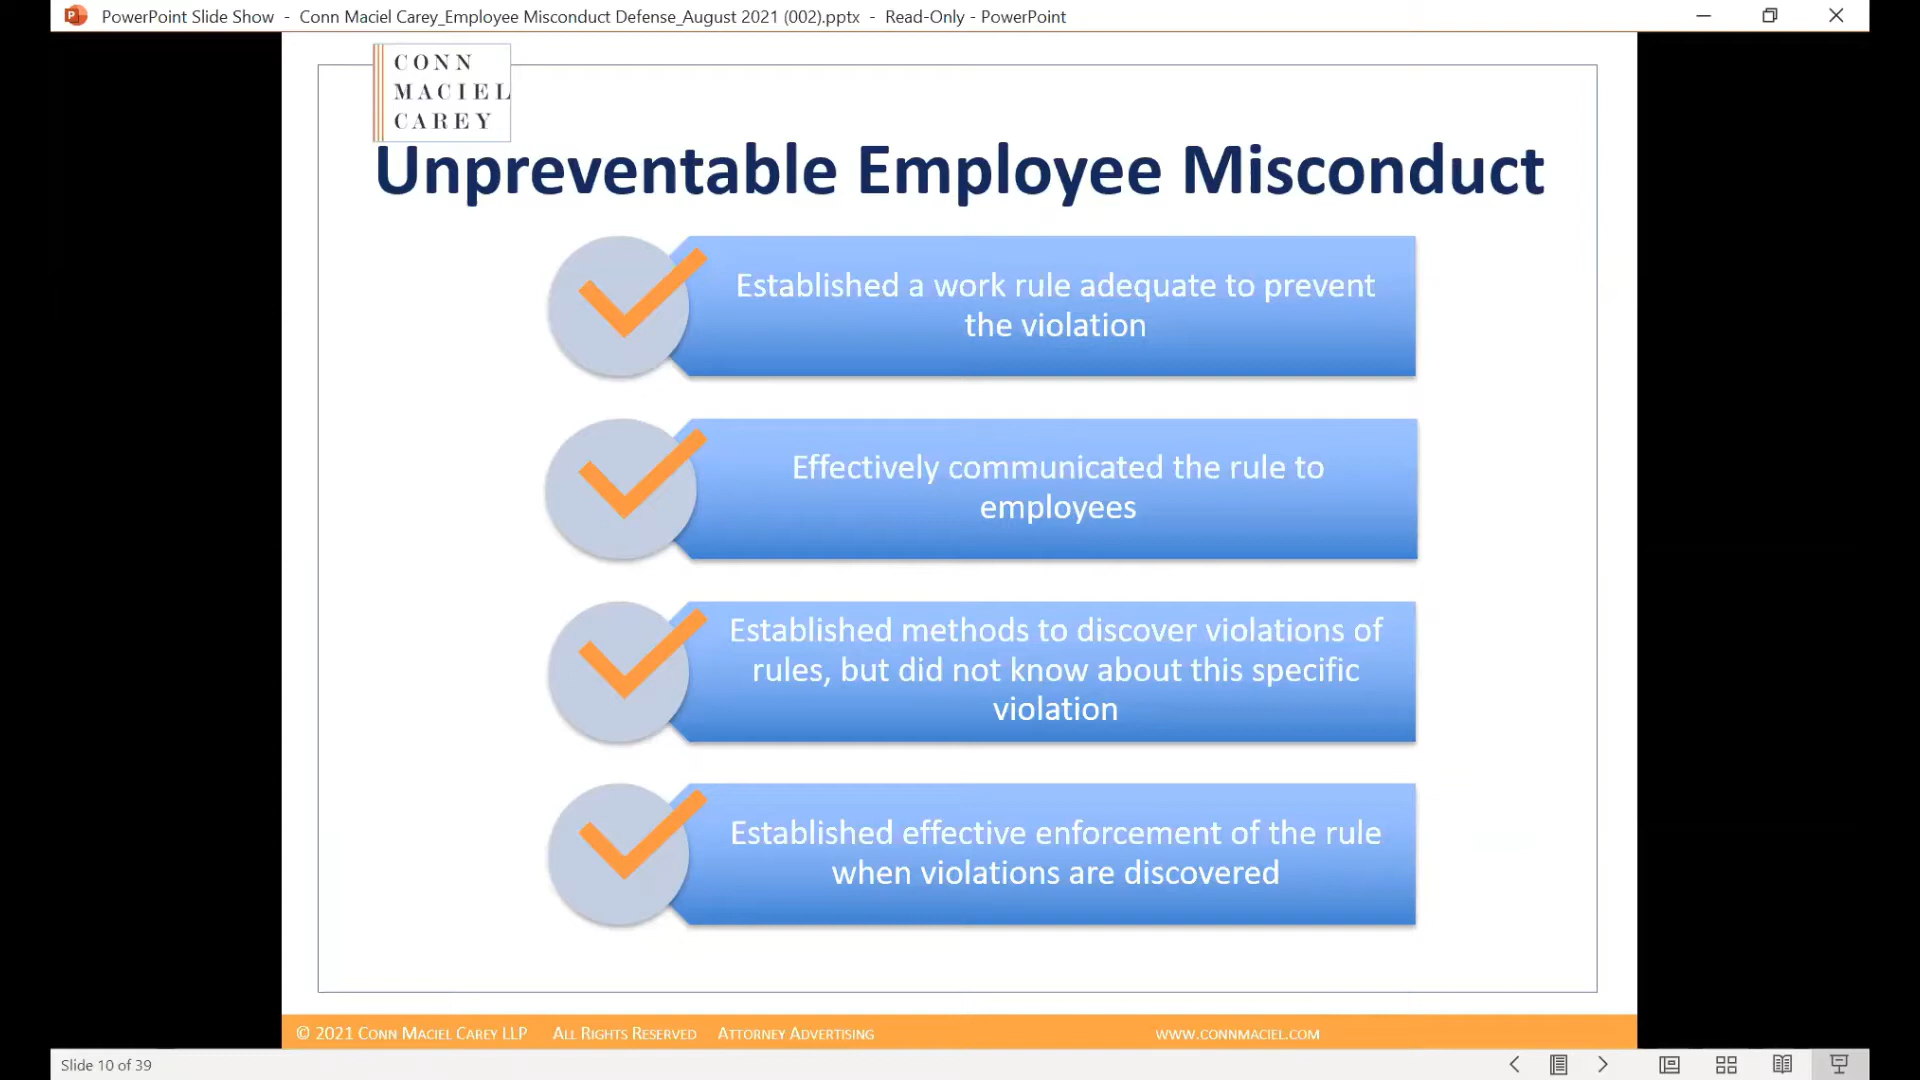 PowerPoint Slide Show - Conn Maciel Carey_Employee Misconduct Defense_August 2021 (002).pptx - Read-Only - PowerPoint
CONN
MACIEL
CAREY
Unpreventable Employee Misconduct
Established a work rule adequate to prevent
the violation
Effectively communicated the rule to
employees
Established methods to discover violations of
rules, but did not know about this specific
violation
Established effective enforcement of the rule
when violations are discovered
© 2021 CONN MACIEL CAREY LLP ALL RIGHTS RESERVED ATTORNEY ADVERTISING WWW.CONNMACIEL.COM
Slide 10 of 39